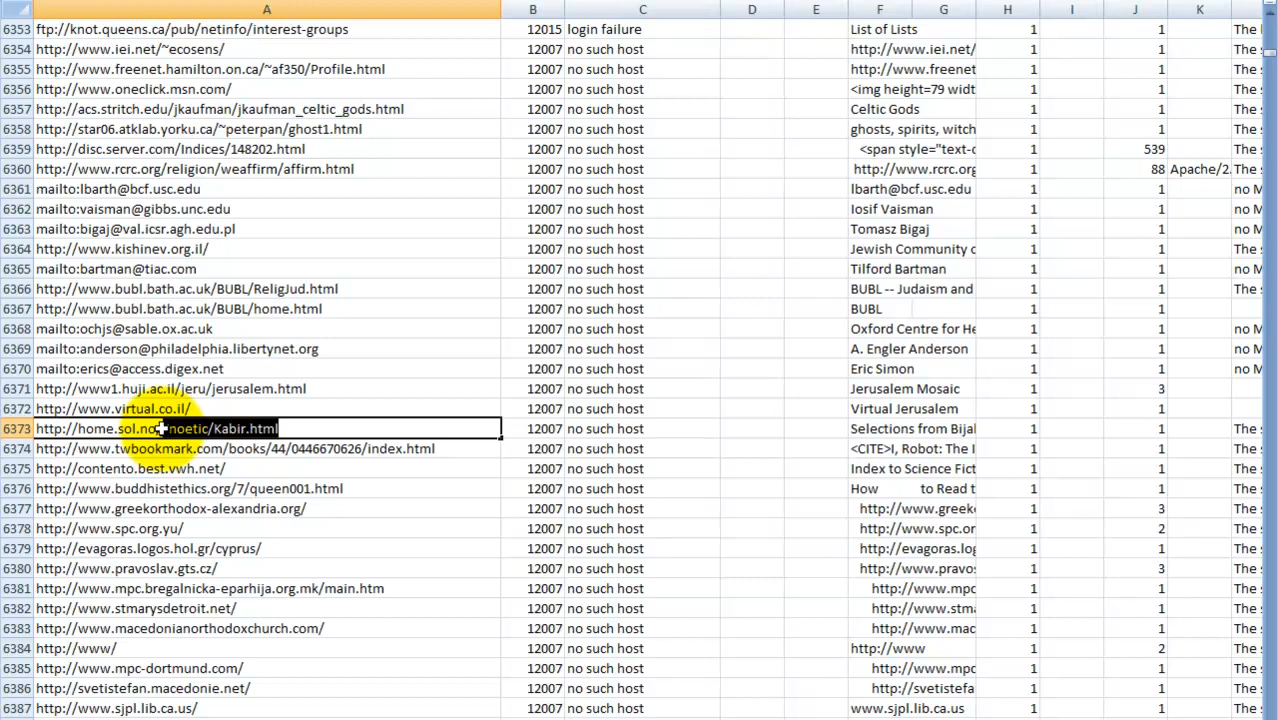 A B C D E F G H I J K
6353 ftp://knot.queens.ca/pub/netinfo/interest-groups 12015 login failure List of Lists 1 1 The
6354 http://www.iei.net/~ecosens/ 12007 no such host http://www.iei.net/ 1 1 The s
6355 http://www.freenet.hamilton.on.ca/~af350/Profile.html 12007 no such host http://www.freenet 1 1 The s
6356 http://www.oneclick.msn.com/ 12007 no such host <img height=79 widt 1 1 The s
6357 http://acs.stritch.edu/jkaufman/jkaufman_celtic_gods.html 12007 no such host Celtic Gods 1 1 The s
6358 http://star06.atklab.yorku.ca/~peterpan/ghost1.html 12007 no such host ghosts, spirits, witch 1 1 The s
6359 http://disc.server.com/Indices/148202.html 12007 no such host <span style="text-c 1 539 The s
6360 http://www.rcrc.org/religion/weaffirm/affirm.html 12007 no such host http://www.rcrc.org 1 88 Apache/2. The s
6361 mailto:lbarth@bcf.usc.edu 12007 no such host lbarth@bcf.usc.edu 1 1 no M
6362 mailto:vaisman@gibbs.unc.edu 12007 no such host Iosif Vaisman 1 1 no M
6363 mailto:bigaj@val.icsr.agh.edu.pl 12007 no such host Tomasz Bigaj 1 1 no M
6364 http://www.kishinev.org.il/ 12007 no such host Jewish Community o 1 1 The s
6365 mailto:bartman@tiac.com 12007 no such host Tilford Bartman 1 1 no M
6366 http://www.bubl.bath.ac.uk/BUBL/ReligJud.html 12007 no such host BUBL -- Judaism and 1 1 The s
6367 http://www.bubl.bath.ac.uk/BUBL/home.html 12007 no such host BUBL 1 1
6368 mailto:ochjs@sable.ox.ac.uk 12007 no such host Oxford Centre for He 1 1 no M
6369 mailto:anderson@philadelphia.libertynet.org 12007 no such host A. Engler Anderson 1 1 no M
6370 mailto:erics@access.digex.net 12007 no such host Eric Simon 1 1 no M
6371 http://www1.huji.ac.il/jeru/jerusalem.html 12007 no such host Jerusalem Mosaic 1 3
6372 http://www.virtual.co.il/ 12007 no such host Virtual Jerusalem 1 1
6373 http://home.sol.no noetic/Kabir.html 12007 no such host Selections from Bijal 1 1 The s
6374 http://www.twbookmark.com/books/44/0446670626/index.html 12007 no such host <CITE>I, Robot: The I 1 1 The s
6375 http://contento.best.vwh.net/ 12007 no such host Index to Science Fict 1 1 The s
6376 http://www.buddhistethics.org/7/queen001.html 12007 no such host How to Read t 1 1 The s
6377 http://www.greekorthodox-alexandria.org/ 12007 no such host http://www.greeko 1 3 The s
6378 http://www.spc.org.yu/ 12007 no such host http://www.spc.or 1 2 The s
6379 http://evagoras.logos.hol.gr/cyprus/ 12007 no such host http://evagoras.log 1 1 The s
6380 http://www.pravoslav.gts.cz/ 12007 no such host http://www.pravos 1 3 The s
6381 http://www.mpc.bregalnicka-eparhija.org.mk/main.htm 12007 no such host http://www.mpc 1 1 The s
6382 http://www.stmarysdetroit.net/ 12007 no such host http://www.stma 1 1 The s
6383 http://www.macedonianorthodoxchurch.com/ 12007 no such host http://www.mac 1 1 The s
6384 http://www/ 12007 no such host http://www 1 2 The s
6385 http://www.mpc-dortmund.com/ 12007 no such host http://www.mpc 1 1 The s
6386 http://svetistefan.macedonie.net/ 12007 no such host http://svetistefa 1 1 The s
6387 http://www.sjpl.lib.ca.us/ 12007 no such host www.sjpl.lib.ca.us 1 1 The s